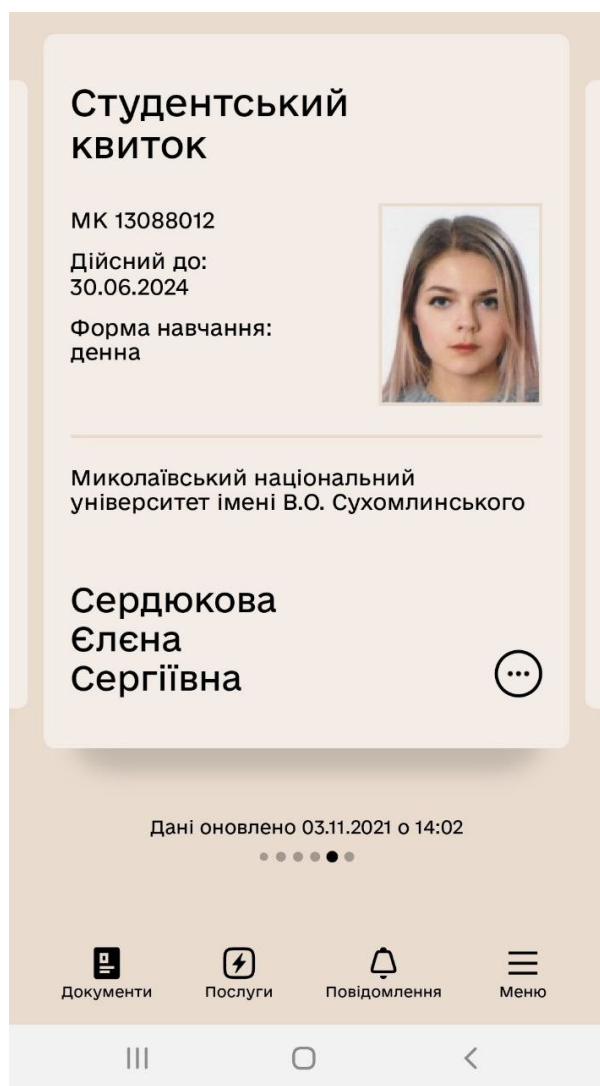 Студентський
квиток
МК 13088012
Дійсний до:
30.06.2024
Форма навчання:
денна
Миколаївський національний
університет імені В.О. Сухомлинського
Сердюкова
Єлєна
Сергіївна
Дані оновлено 03.11.2021 о 14:02
Документи
Послуги
Повідомлення
Меню